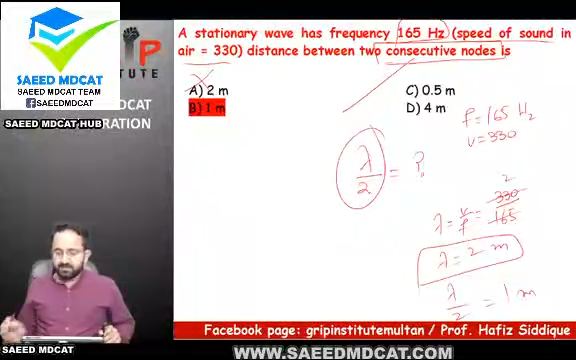 A stationary wave has frequency 165 Hz (speed of sound in
air = 330) distance between two consecutive nodes is
A) 2 m
B) 1 m
C) 0.5 m
D) 4 m
f = 165 Hz
v = 330
λ/2 = ?
λ = v/f = 330/165
2
λ = 2 m
λ/2 = 1 m
SAEED MDCAT
SAEED MDCAT TEAM
SAEEDMDCAT
SAEED MDCAT HUB
Facebook page: gripinstitutemultan / Prof. Hafiz Siddique
WWW.SAEEDMDCAT.COM